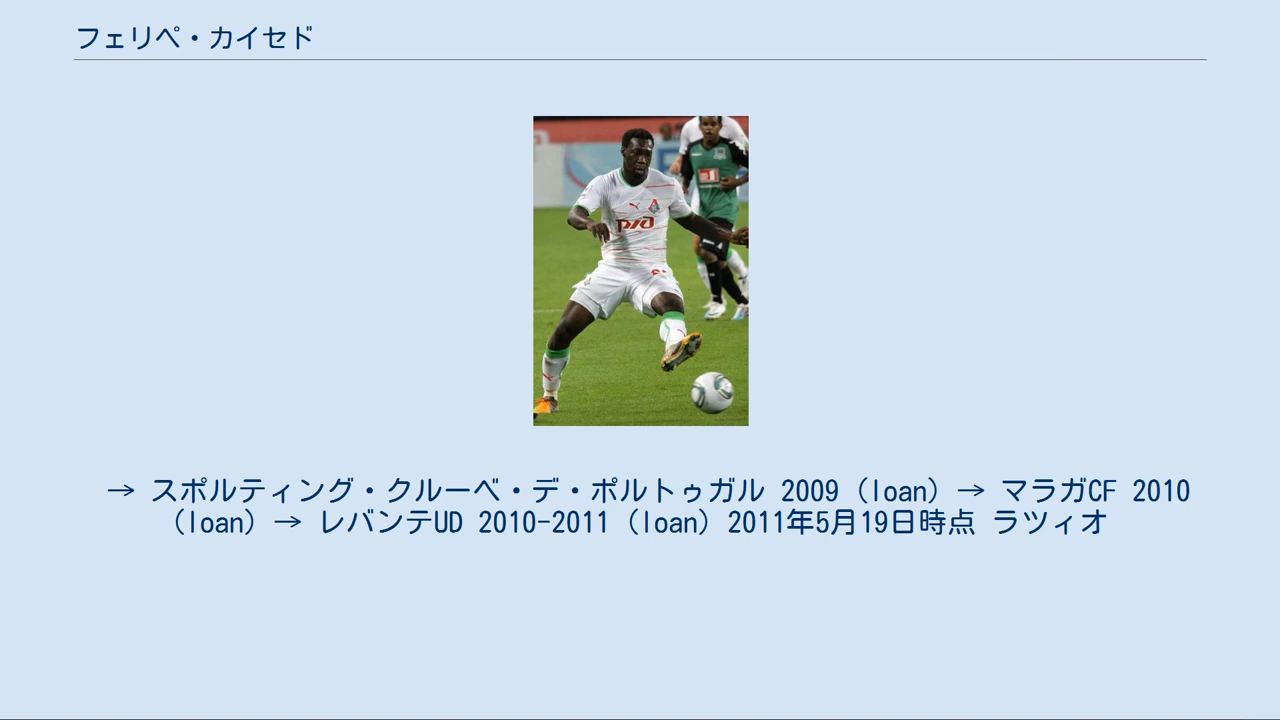 フェリペ・カイセド
→ スポルティング・クルーベ・デ・ポルトゥガル 2009（loan）→ マラガCF 2010
（loan）→ レバンテUD 2010-2011（loan）2011年5月19日時点 ラツィオ